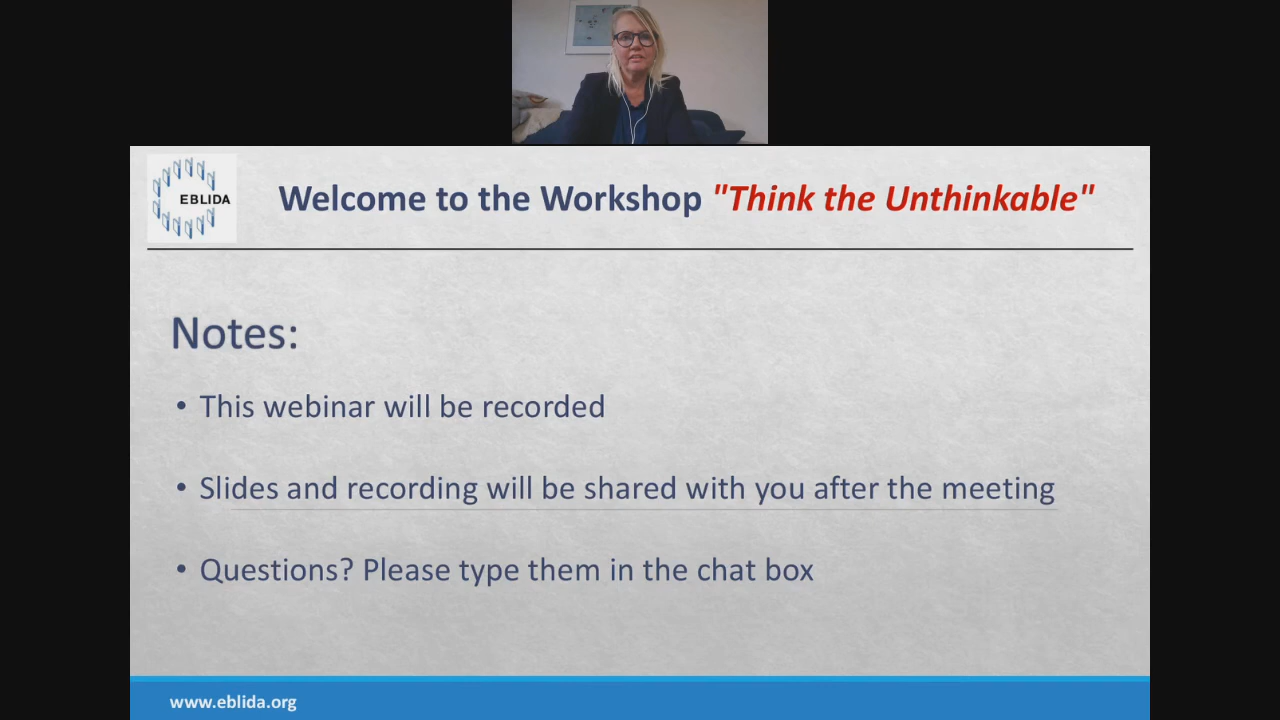 EBLIDA
Welcome to the Workshop "Think the Unthinkable"
Notes:
• This webinar will be recorded
• Slides and recording will be shared with you after the meeting
• Questions? Please type them in the chat box
www.eblida.org